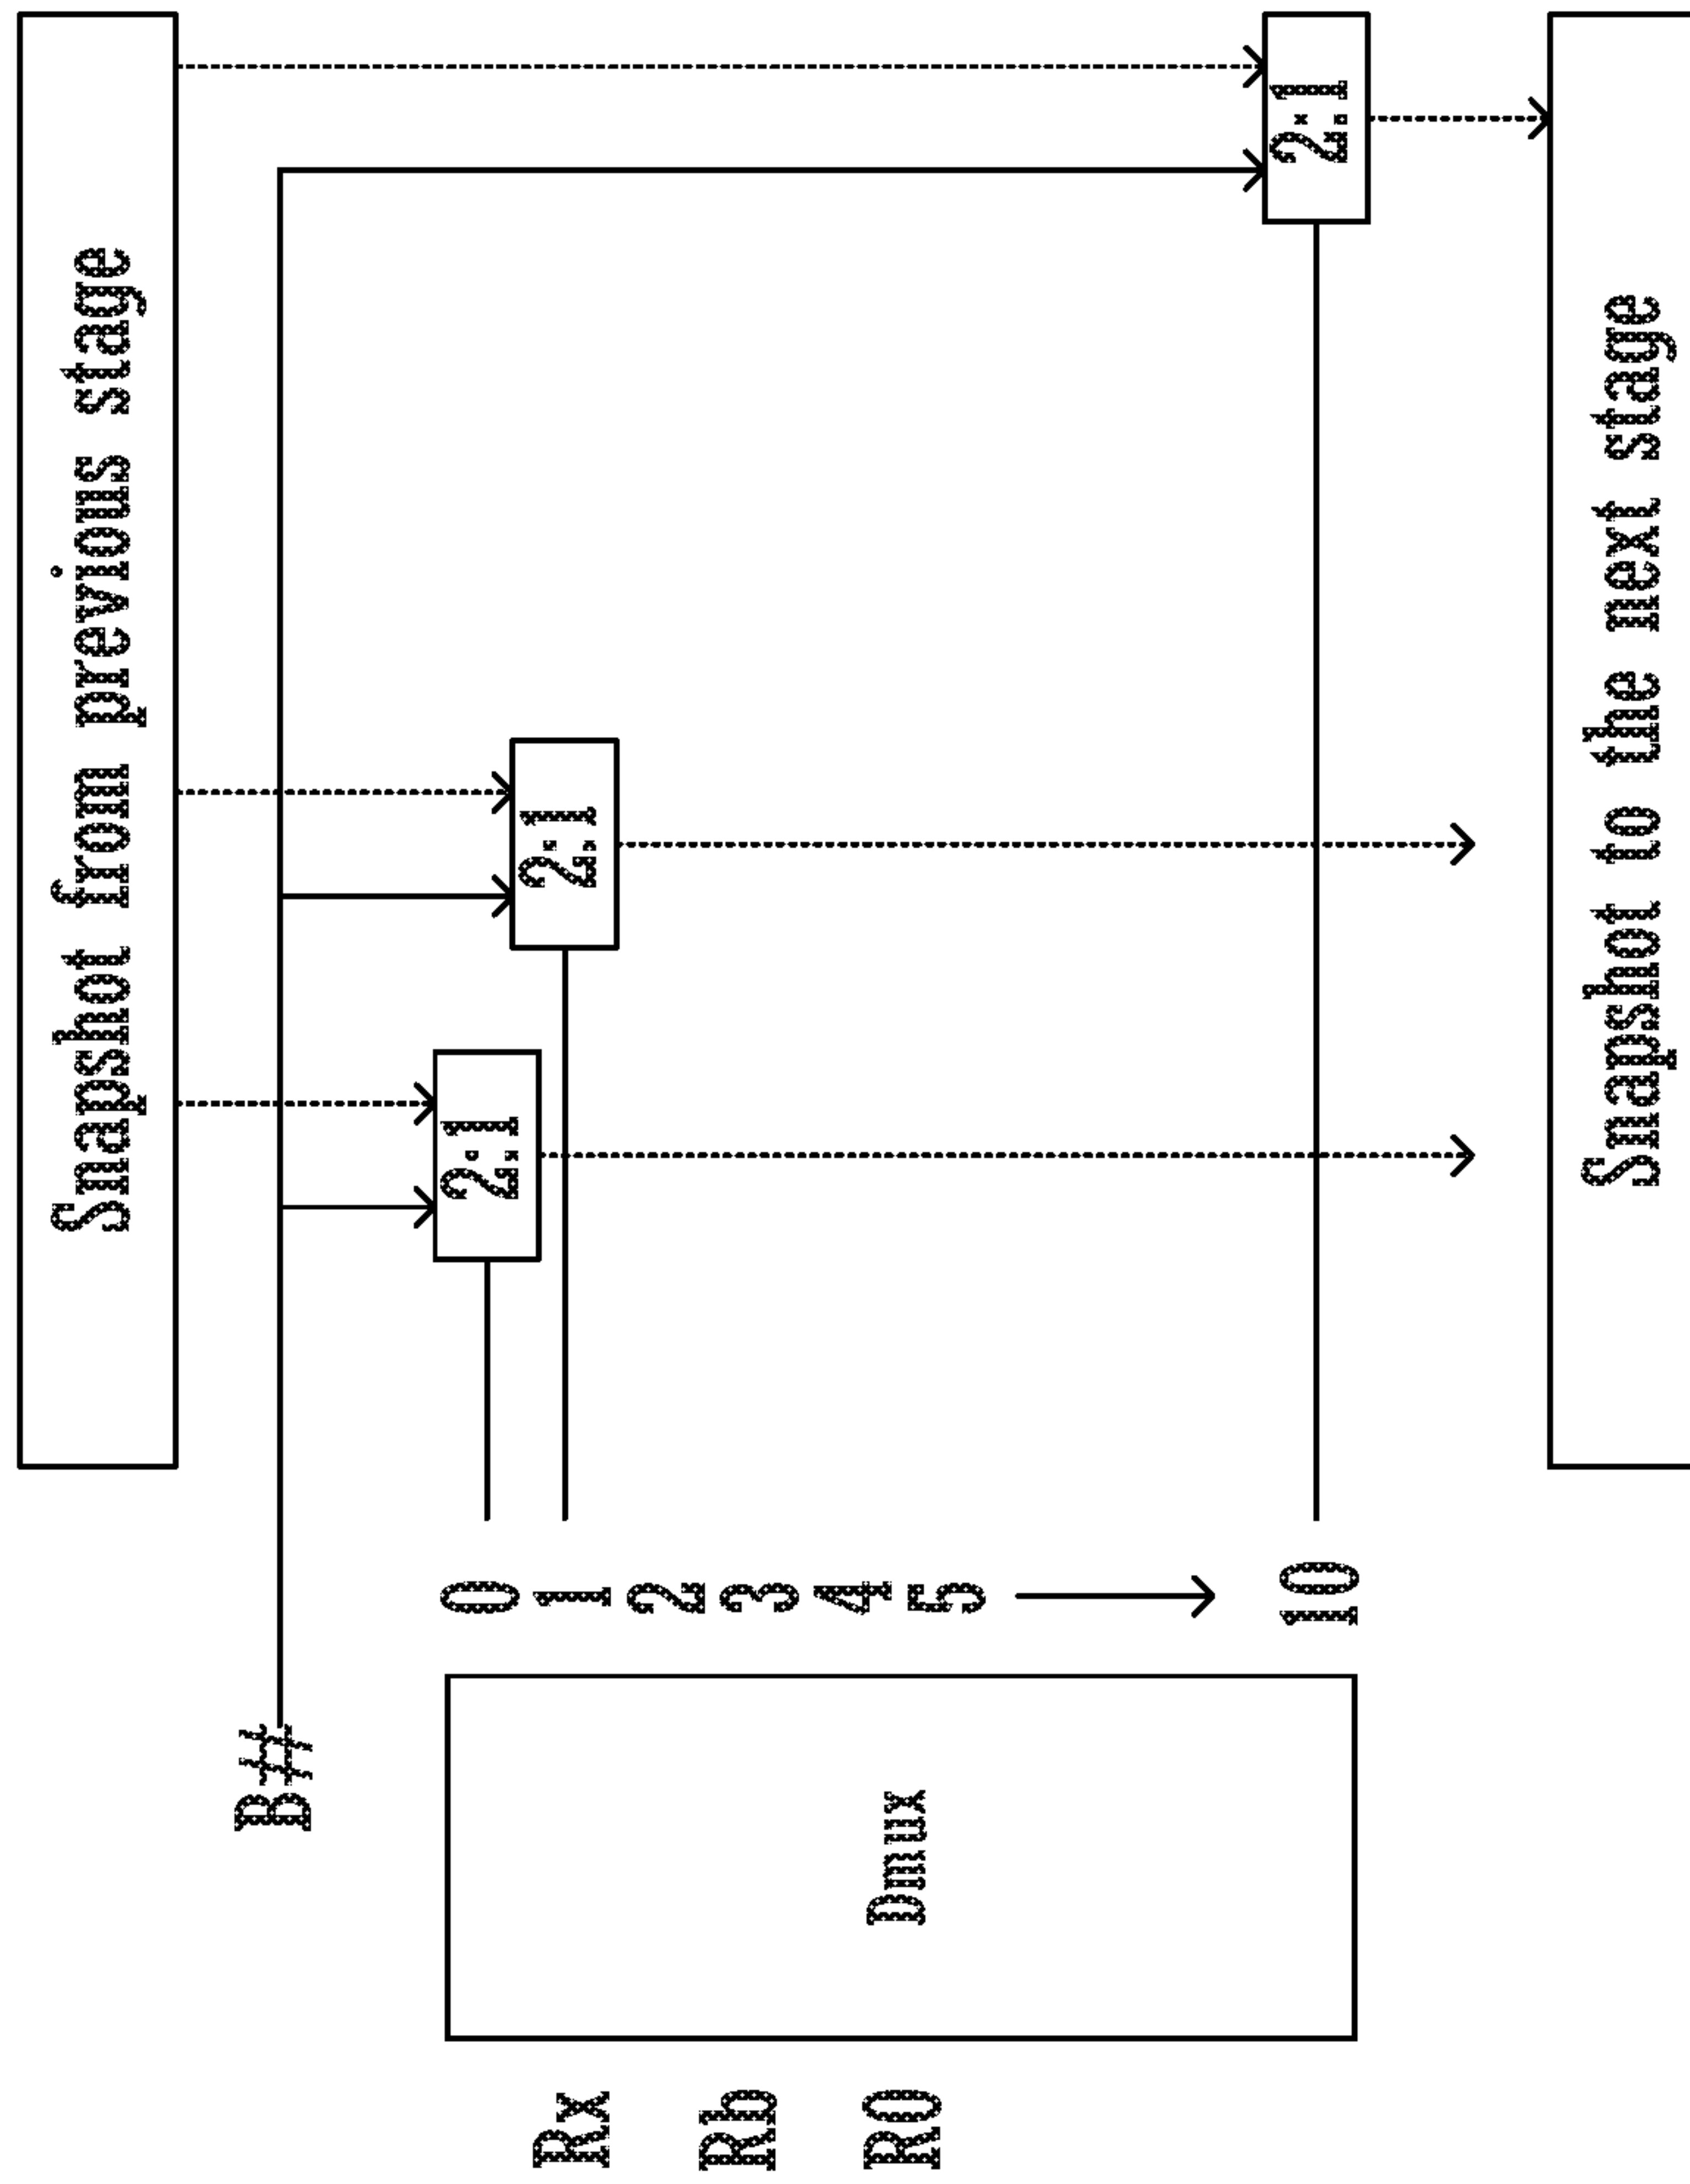 Snapshot from previous stage
B#
2:1
2:1
2:1
0
1
2
3
4
5
10
Dmux
Rx
Rb
R0
Snapshot to the next stage